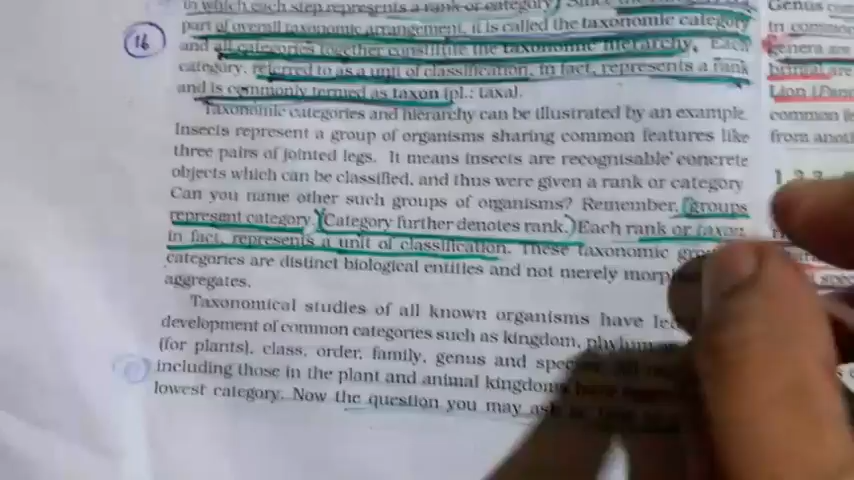 in which each step represents a rank or category
part of overall taxonomic arrangement, it is called the taxonomic category
and all categories together constitute the taxonomic hierarchy. Each
category, referred to as a unit of classification, in fact, represents a rank
and is commonly termed as taxon (pl.: taxa).
Taxonomic categories and hierarchy can be illustrated by an example.
Insects represent a group of organisms sharing common features like
three pairs of jointed legs. It means insects are recognisable concrete
objects which can be classified, and thus were given a rank or category.
Can you name other such groups of organisms? Remember, groups
represent category. Category further denotes rank. Each rank or taxon,
in fact, represents a unit of classification. These taxonomic
categories are distinct biological entities and not merely
aggregates.
Taxonomical studies of all known organisms have
development of common categories such as kingdom, phylum
(for plants), class, order, family, genus and
including those in the plant and animal kingdoms have
lowest category. Now the question you may ask
16
Genus
in common
genera are
are
Lion
common
from
1.3.3